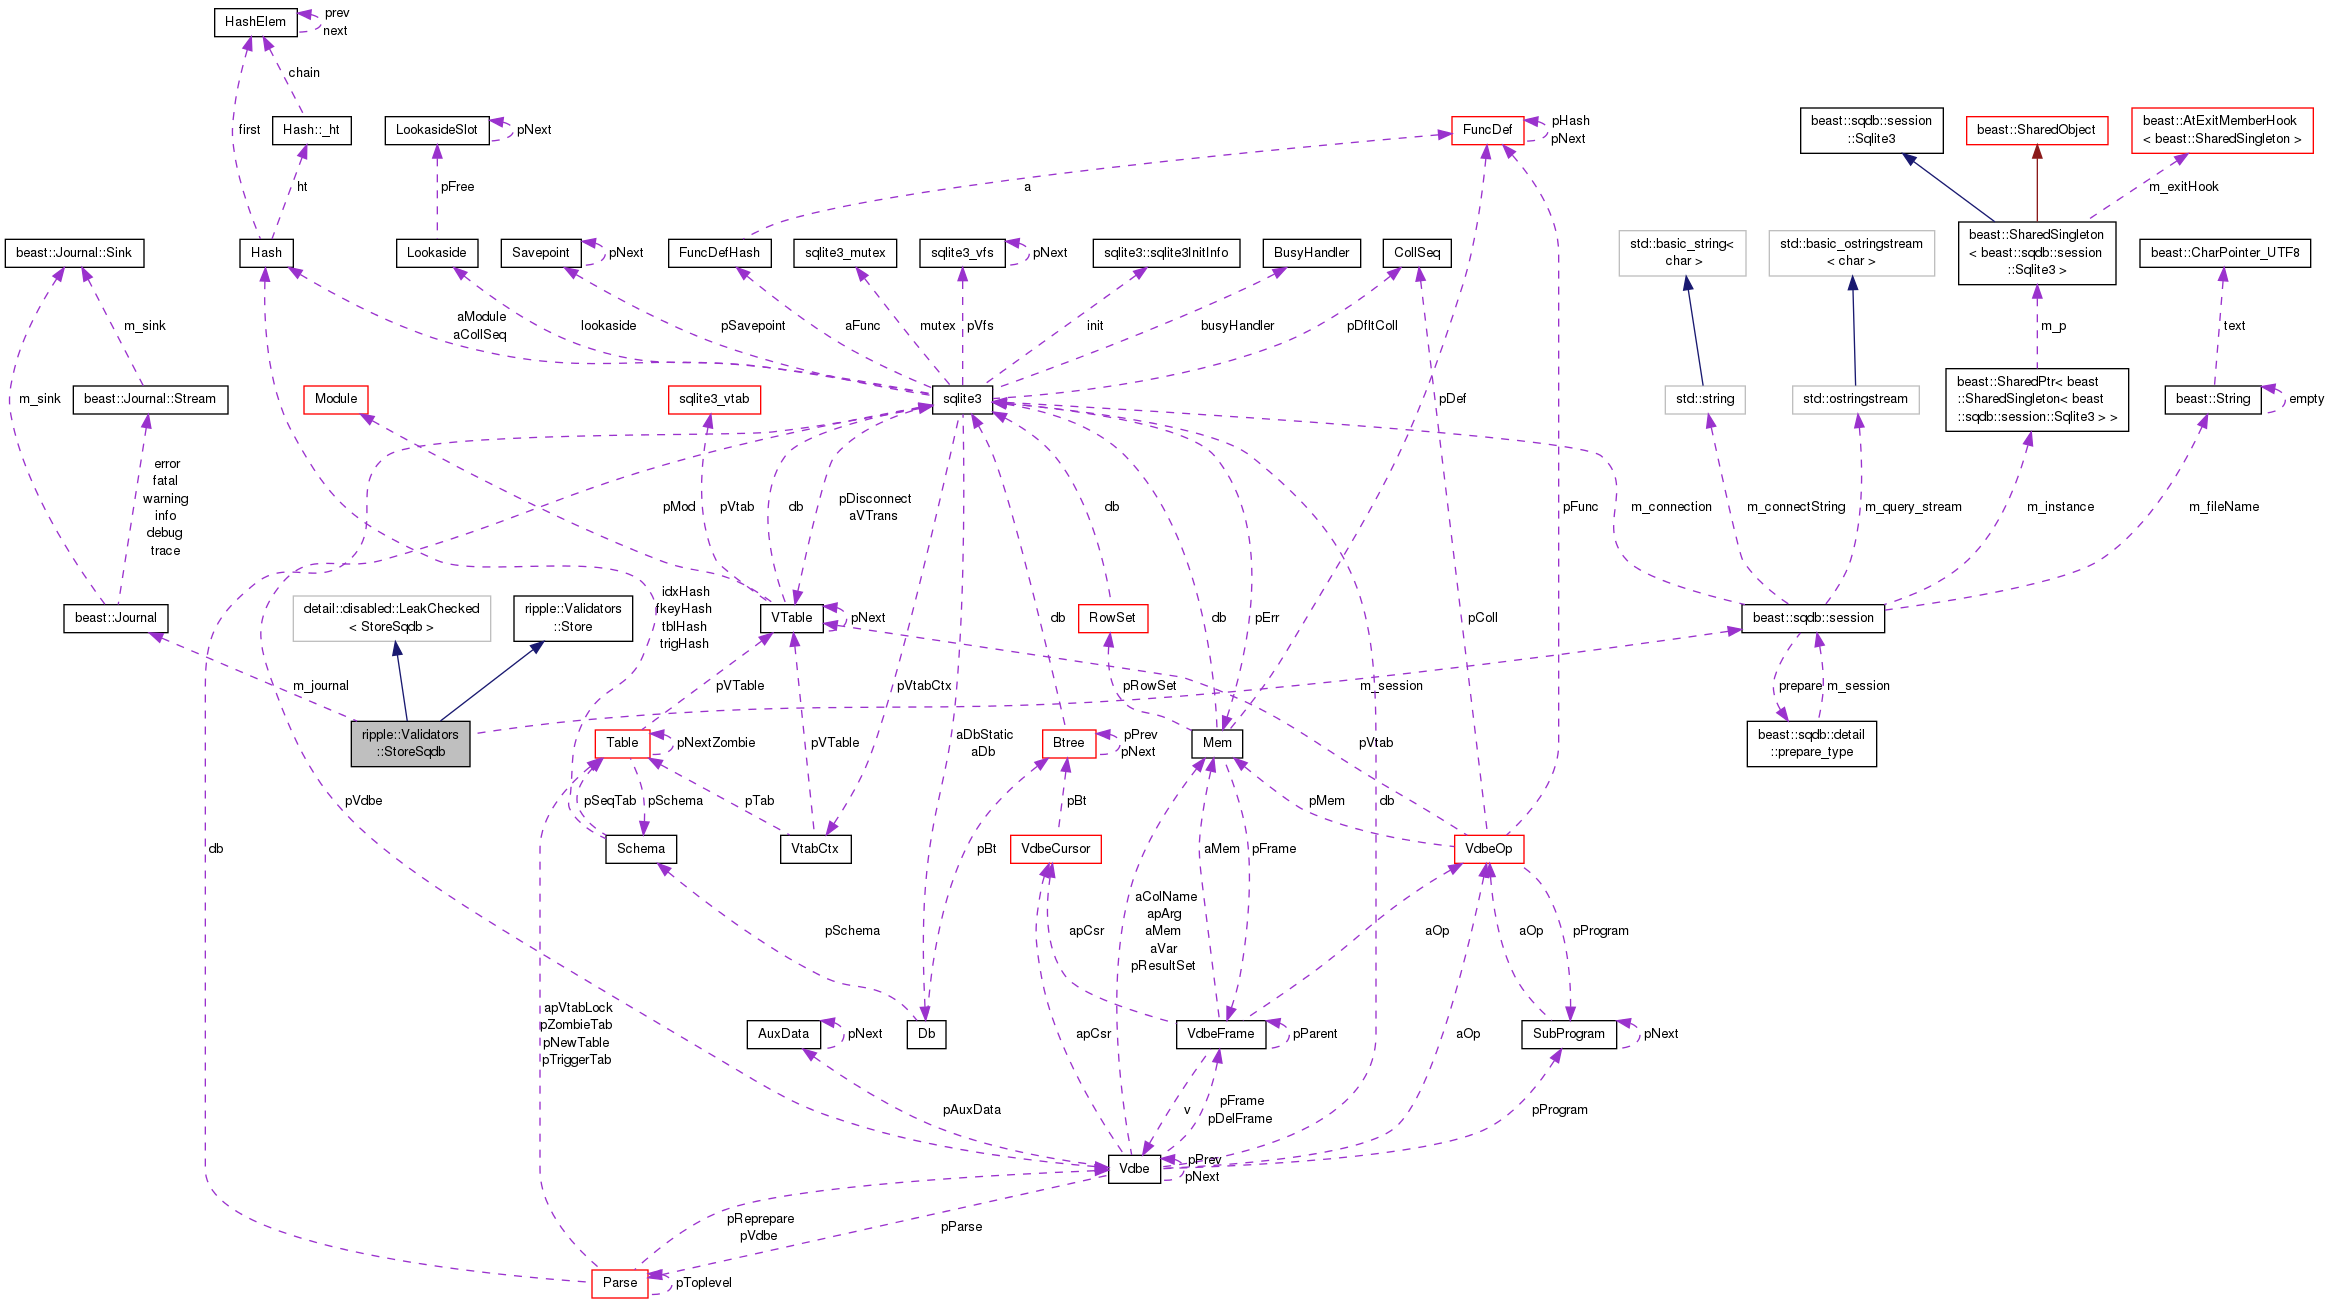 HashElem
prev
next
chain
first
Hash::_ht
LookasideSlot
pNext
FuncDef
pHash
pNext
beast::sqdb::session
::Sqlite3
beast::SharedObject
beast::AtExitMemberHook
< beast::SharedSingleton >
ht
pFree
a
m_exitHook
beast::Journal::Sink
Hash
Lookaside
Savepoint
pNext
FuncDefHash
sqlite3_mutex
sqlite3_vfs
pNext
sqlite3::sqlite3InitInfo
BusyHandler
CollSeq
std::basic_string<
char >
std::basic_ostringstream
< char >
beast::SharedSingleton
< beast::sqdb::session
::Sqlite3 >
beast::CharPointer_UTF8
m_sink
aModule
aCollSeq
lookaside
pSavepoint
aFunc
mutex
pVfs
init
busyHandler
pDfltColl
m_p
text
m_sink
beast::Journal::Stream
Module
sqlite3_vtab
sqlite3
pDef
std::string
std::ostringstream
beast::SharedPtr< beast
::SharedSingleton< beast
::sqdb::session::Sqlite3 > >
beast::String
empty
error
fatal
warning
info
debug
trace
pMod
pVtab
db
pDisconnect
aVTrans
db
pFunc
m_connection
m_connectString
m_query_stream
m_instance
m_fileName
beast::Journal
detail::disabled::LeakChecked
< StoreSqdb >
ripple::Validators
::Store
idxHash
fkeyHash
tblHash
trigHash
VTable
pNext
db
RowSet
db
pErr
pColl
beast::sqdb::session
m_journal
pVTable
pVtabCtx
pRowSet
m_session
prepare
m_session
ripple::Validators
::StoreSqdb
Table
pNextZombie
pVTable
aDbStatic
aDb
Btree
pPrev
pNext
Mem
pVtab
beast::sqdb::detail
::prepare_type
pVdbe
pSeqTab
pSchema
pTab
pBt
pMem
db
db
Schema
VtabCtx
pBt
VdbeCursor
aMem
pFrame
VdbeOp
pSchema
apCsr
aColName
apArg
aMem
aVar
pResultSet
aOp
aOp
pProgram
apVtabLock
pZombieTab
pNewTable
pTriggerTab
AuxData
pNext
Db
apCsr
VdbeFrame
pParent
aOp
SubProgram
pNext
pAuxData
v
pFrame
pDelFrame
pProgram
Vdbe
pPrev
pNext
pReprepare
pVdbe
pParse
Parse
pToplevel